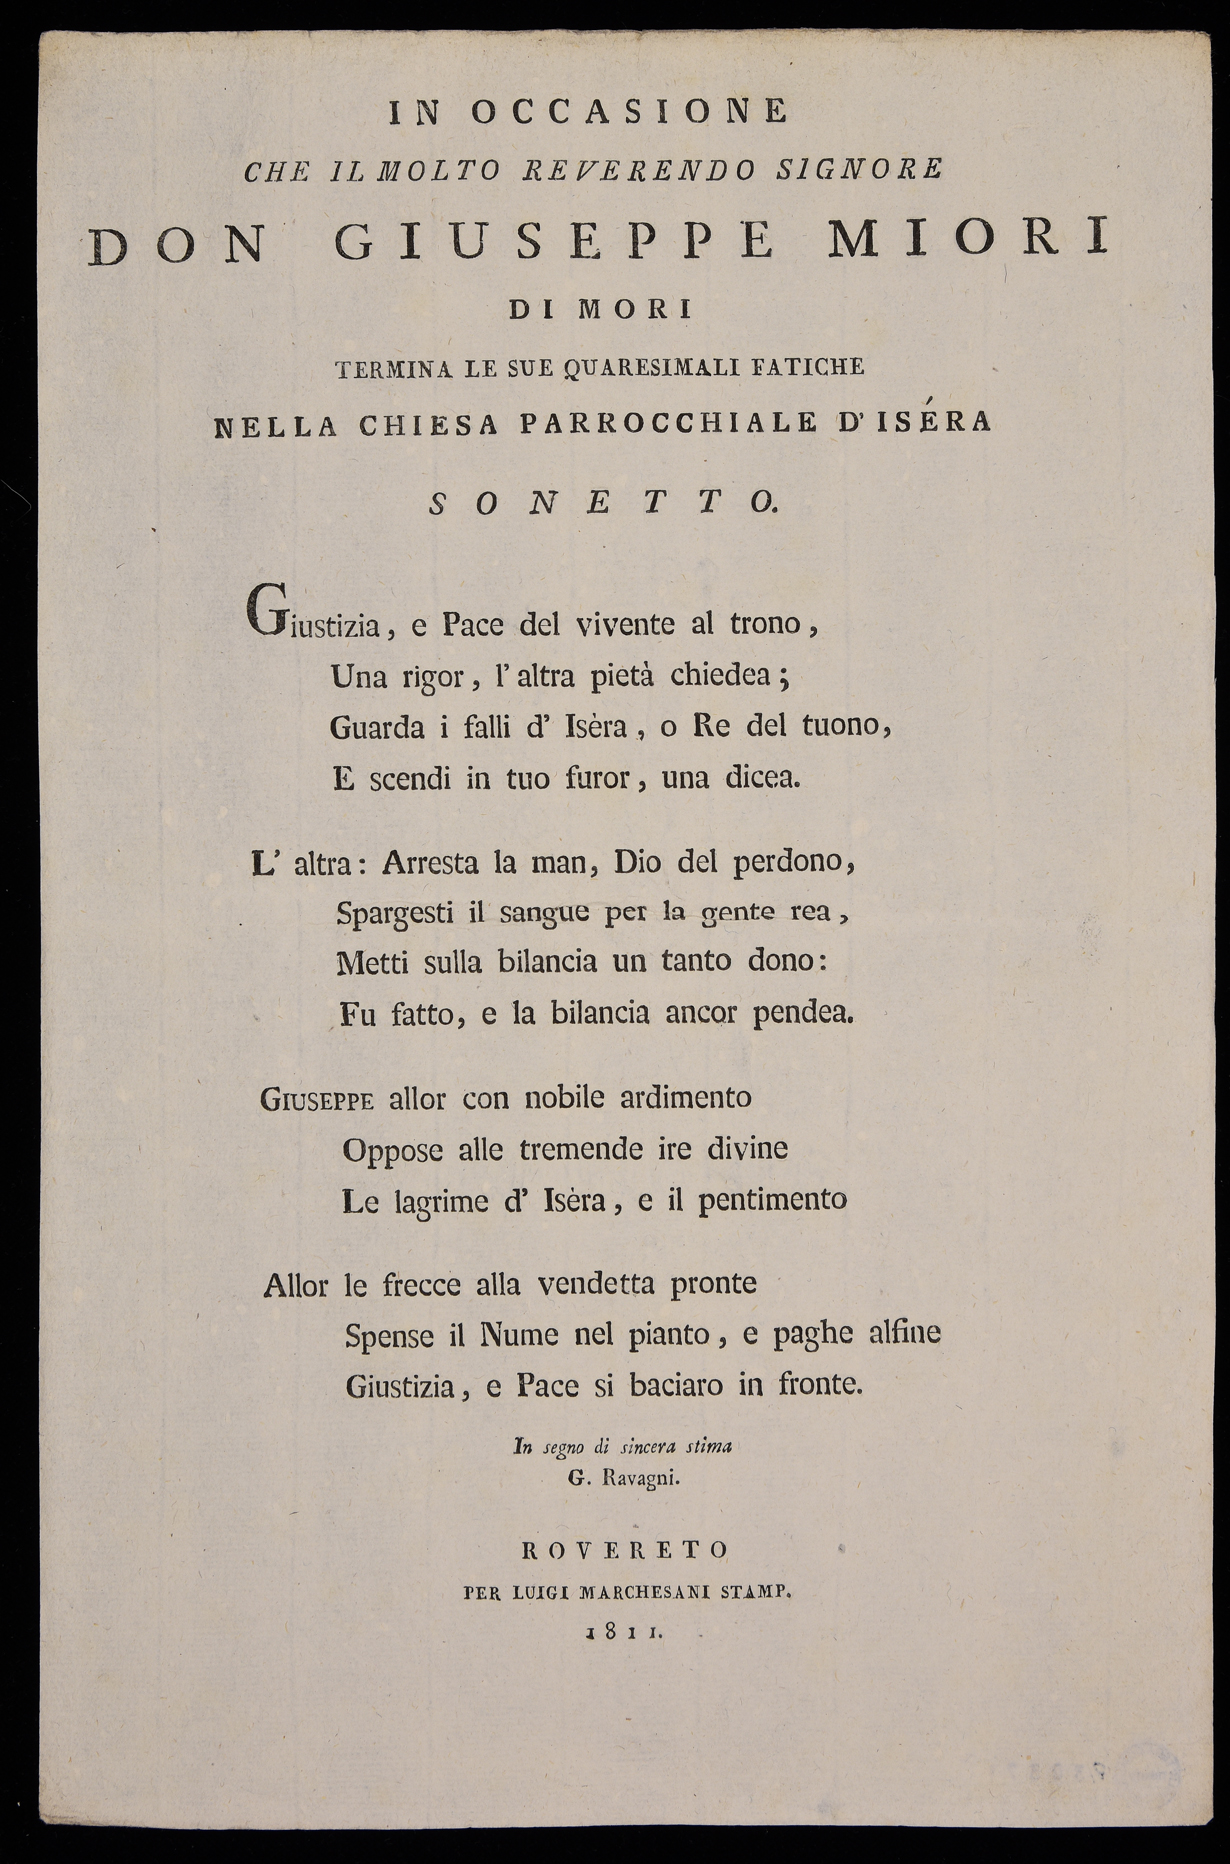 IN OCCASIONE
CHE IL MOLTO REVERENDO SIGNORE
DON GIUSEPPE MIORI
DI MORI
TERMINA LE SUE QUARESIMALI FATICHE
NELLA CHIESA PARROCCHIALE D' ISÉRA
SONETTO.
Giustizia, e Pace del vivente al trono,
Una rigor, l' altra pietà chiedea;
Guarda i falli d' Isèra, o Re del tuono,
E scendi in tuo furor, una dicea.
L' altra: Arresta la man, Dio del perdono,
Spargesti il sangue per la gente rea,
Metti sulla bilancia un tanto dono:
Fu fatto, e la bilancia ancor pendea.
GIUSEPPE allor con nobile ardimento
Oppose alle tremende ire divine
Le lagrime d' Isèra, e il pentimento
Allor le frecce alla vendetta pronte
Spense il Nume nel pianto, e paghe alfine
Giustizia, e Pace si baciaro in fronte.
In segno di sincera stima
G. Ravagni.
ROVERETO
PER LUIGI MARCHESANI STAMP.
1811.